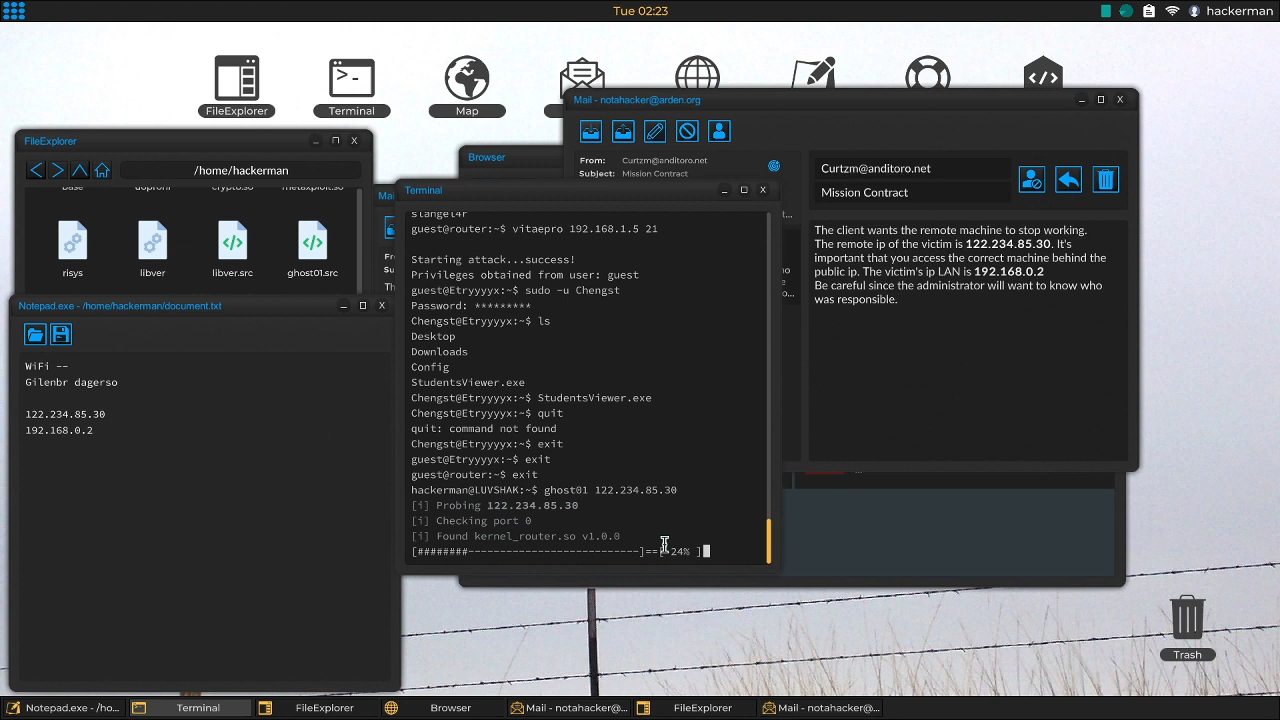 Tue 02:23
hackerman
FileExplorer
Terminal
Map
FileExplorer
/home/hackerman
risys
libver
libver.src
ghost01.src
Notepad.exe - /home/hackerman/document.txt
WiFi --
Gilenbr dagerso
122.234.85.30
192.168.0.2
Browser
Terminal
guest@router:~$ vitaepro 192.168.1.5 21
Starting attack...success!
Privileges obtained from user: guest
guest@Etryyyyx:~$ sudo -u Chengst
Password: *********
Chengst@Etryyyyx:~$ ls
Desktop
Downloads
Config
StudentsViewer.exe
Chengst@Etryyyyx:~$ StudentsViewer.exe
Chengst@Etryyyyx:~$ quit
quit: command not found
Chengst@Etryyyyx:~$ exit
guest@Etryyyyx:~$ exit
guest@router:~$ exit
hackerman@LUVSHAK:~$ ghost01 122.234.85.30
[i] Probing 122.234.85.30
[i] Checking port 0
[i] Found kernel_router.so v1.0.0
[########---------------------------]==[ 24% ]
Mail - notahacker@arden.org
From: Curtzm@anditoro.net
Subject: Mission Contract
Curtzm@anditoro.net
Mission Contract
The client wants the remote machine to stop working.
The remote ip of the victim is 122.234.85.30. It's
important that you access the correct machine behind the
public ip. The victim's ip LAN is 192.168.0.2
Be careful since the administrator will want to know who
was responsible.
Trash
Notepad.exe - /ho...
Terminal
FileExplorer
Browser
Mail - notahacker@...
FileExplorer
Mail - notahacker@...